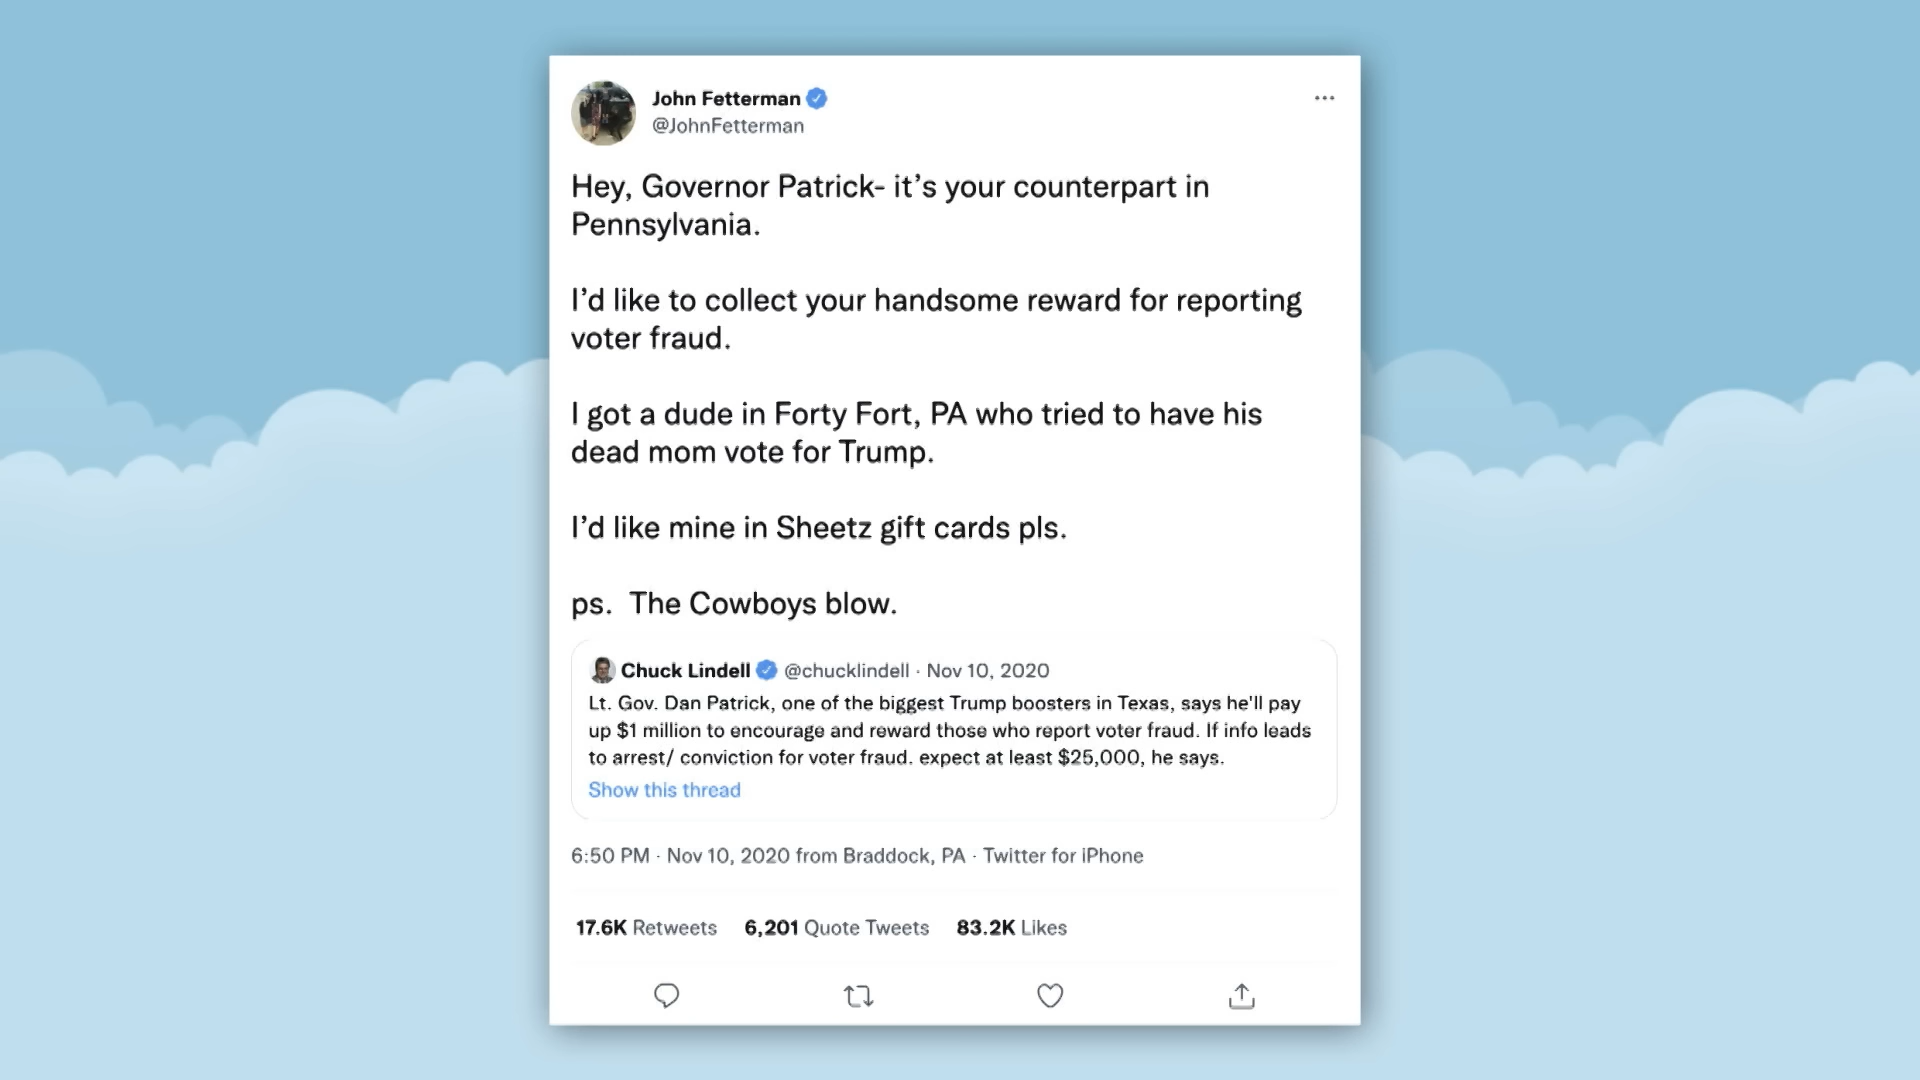 John Fetterman
@JohnFetterman
Hey, Governor Patrick- it's your counterpart in
Pennsylvania.
I'd like to collect your handsome reward for reporting
voter fraud.
I got a dude in Forty Fort, PA who tried to have his
dead mom vote for Trump.
I'd like mine in Sheetz gift cards pls.
ps.  The Cowboys blow.
Chuck Lindell @chucklindell · Nov 10, 2020
Lt. Gov. Dan Patrick, one of the biggest Trump boosters in Texas, says he'll pay
up $1 million to encourage and reward those who report voter fraud. If info leads
to arrest/ conviction for voter fraud. expect at least $25,000, he says.
Show this thread
6:50 PM · Nov 10, 2020 from Braddock, PA · Twitter for iPhone
17.6K Retweets 6,201 Quote Tweets 83.2K Likes